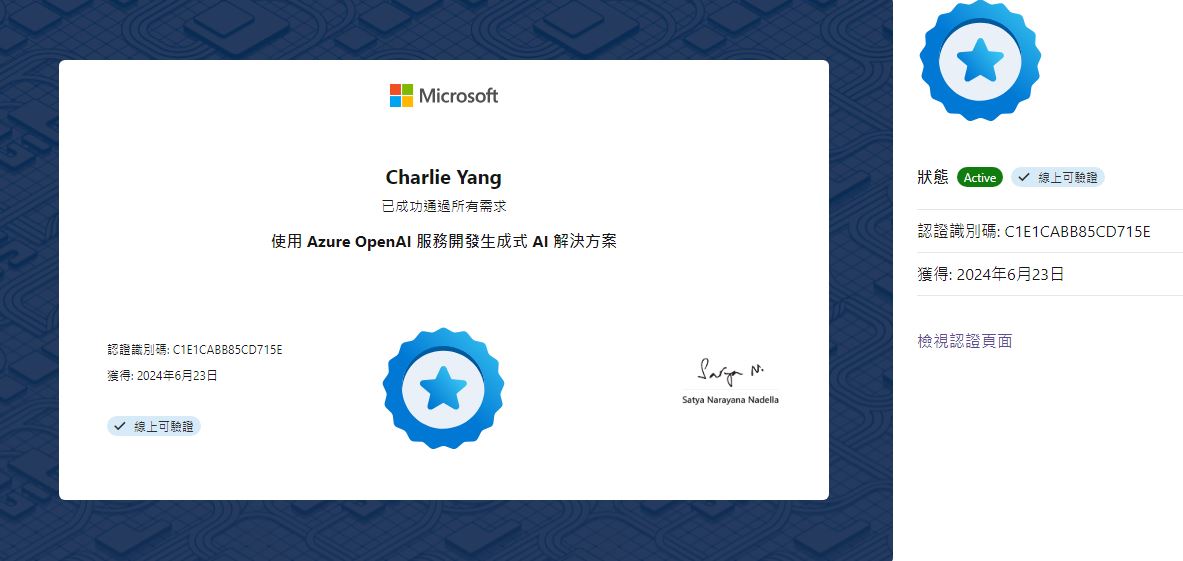 Microsoft
Charlie Yang
已成功通過所有需求
使用 Azure OpenAI 服務開發生成式 AI 解決方案
認證識別碼: C1E1CABB85CD715E
獲得: 2024年6月23日
線上可驗證
Satya N.
Satya Narayana Nadella
狀態 Active 線上可驗證
認證識別碼: C1E1CABB85CD715E
獲得: 2024年6月23日
檢視認證頁面